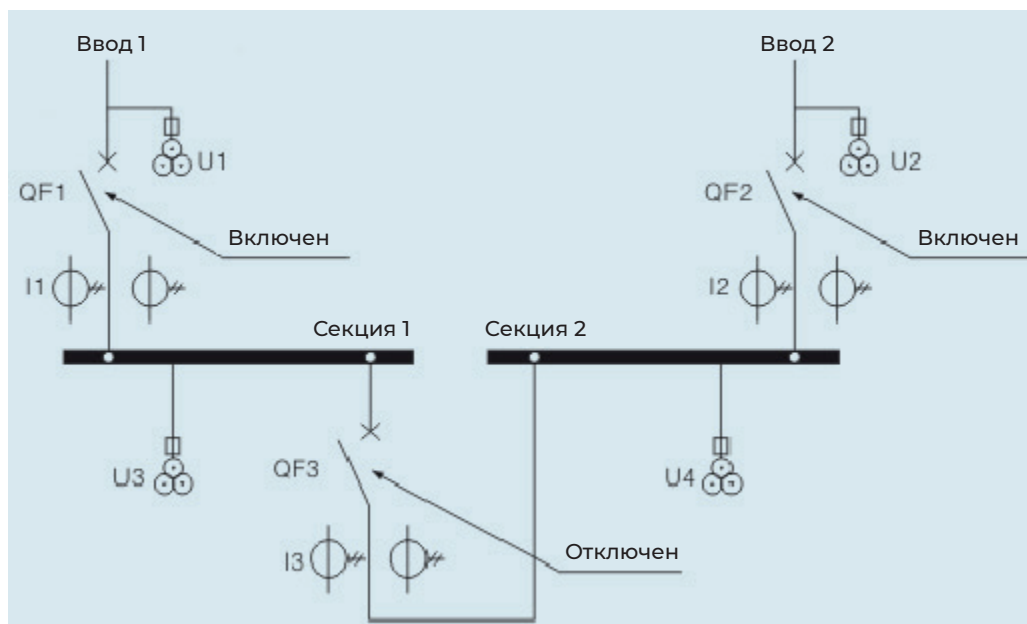 Ввод 1
Ввод 2
U1
U2
QF1
QF2
Включен
Включен
I1
I2
Секция 1
Секция 2
U3
QF3
U4
I3
Отключен